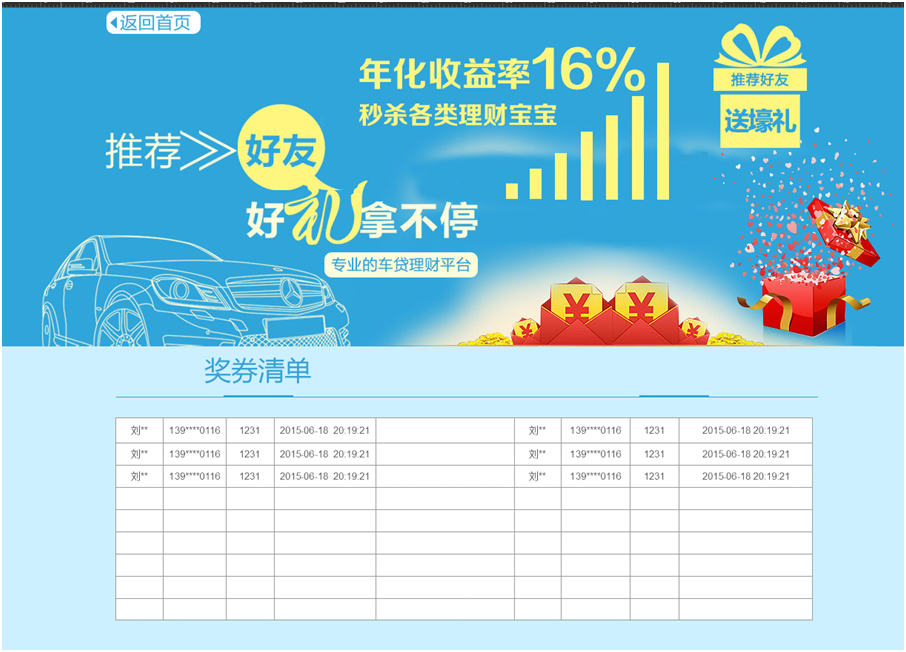 返回首页
年化收益率16%
秒杀各类理财宝宝
推荐好友
送壕礼
推荐
好友
好礼拿不停
专业的车贷理财平台
¥ ¥ ¥ ¥
奖券清单
刘** 139****0116 1231 2015-06-18 20:19:21 刘** 139****0116 1231 2015-06-18 20:19:21
刘** 139****0116 1231 2015-06-18 20:19:21 刘** 139****0116 1231 2015-06-18 20:19:21
刘** 139****0116 1231 2015-06-18 20:19:21 刘** 139****0116 1231 2015-06-18 20:19:21